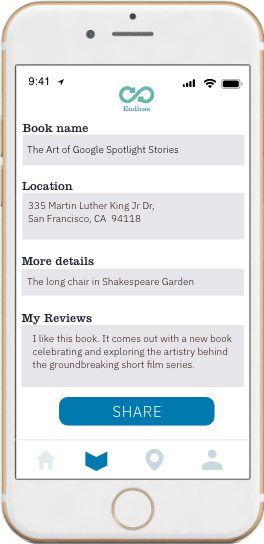 9:41
Endless
Book name
The Art of Google Spotlight Stories
Location
335 Martin Luther King Jr Dr,
San Francisco, CA 94118
More details
The long chair in Shakespeare Garden
My Reviews
I like this book. It comes out with a new book
celebrating and exploring the artistry behind
the groundbreaking short film series.
SHARE